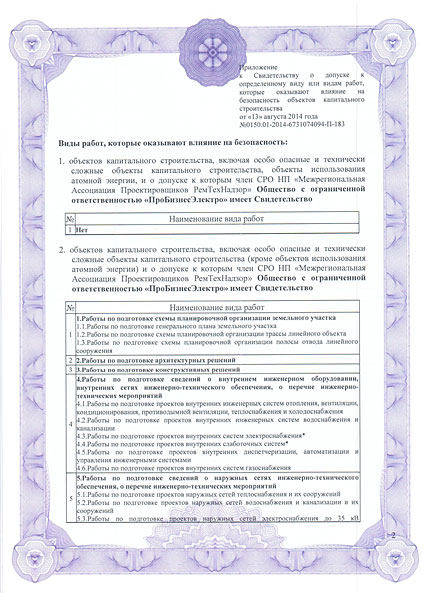 Приложение
к Свидетельству о допуске к
определенному виду или видам работ,
которые оказывают влияние на
безопасность объектов капитального
строительства
от «13» августа 2014 года
№0150.01-2014-6731074094-П-183
Виды работ, которые оказывают влияние на безопасность:
1. объектов капитального строительства, включая особо опасные и технически
сложные объекты капитального строительства, объекты использования
атомной энергии, и о допуске к которым член СРО НП «Межрегиональная
Ассоциация Проектировщиков РемТехНадзор» Общество с ограниченной
ответственностью «ПроБизнесЭлектро» имеет Свидетельство
№ Наименование вида работ
1 Нет
2. объектов капитального строительства, включая особо опасные и технически
сложные объекты капитального строительства (кроме объектов использования
атомной энергии) и о допуске к которым член СРО НП «Межрегиональная
Ассоциация Проектировщиков РемТехНадзор» Общество с ограниченной
ответственностью «ПроБизнесЭлектро» имеет Свидетельство
№ Наименование вида работ
1.Работы по подготовке схемы планировочной организации земельного участка
1.1.Работы по подготовке генерального плана земельного участка
1 1.2.Работы по подготовке схемы планировочной организации трассы линейного объекта
1.3.Работы по подготовке схемы планировочной организации полосы отвода линейного
сооружения
2 2.Работы по подготовке архитектурных решений
3 3.Работы по подготовке конструктивных решений
4.Работы по подготовке сведений о внутреннем инженерном оборудовании,
внутренних сетях инженерно-технического обеспечения, о перечне инженерно-
технических мероприятий
4.1.Работы по подготовке проектов внутренних инженерных систем отопления, вентиляции,
кондиционирования, противодымной вентиляции, теплоснабжения и холодоснабжения
4.2.Работы по подготовке проектов внутренних инженерных систем водоснабжения и
4 канализации
4.3.Работы по подготовке проектов внутренних систем электроснабжения*
4.4.Работы по подготовке проектов внутренних слаботочных систем*
4.5.Работы по подготовке проектов внутренних диспетчеризации, автоматизации и
управления инженерными системами
4.6.Работы по подготовке проектов внутренних систем газоснабжения
5.Работы по подготовке сведений о наружных сетях инженерно-технического
обеспечения, о перечне инженерно-технических мероприятий
5.1.Работы по подготовке проектов наружных сетей теплоснабжения и их сооружений
5 5.2.Работы по подготовке проектов наружных сетей водоснабжения и канализации и их
сооружений
5.3.Работы по подготовке проектов наружных сетей электроснабжения до 35 кВ
2